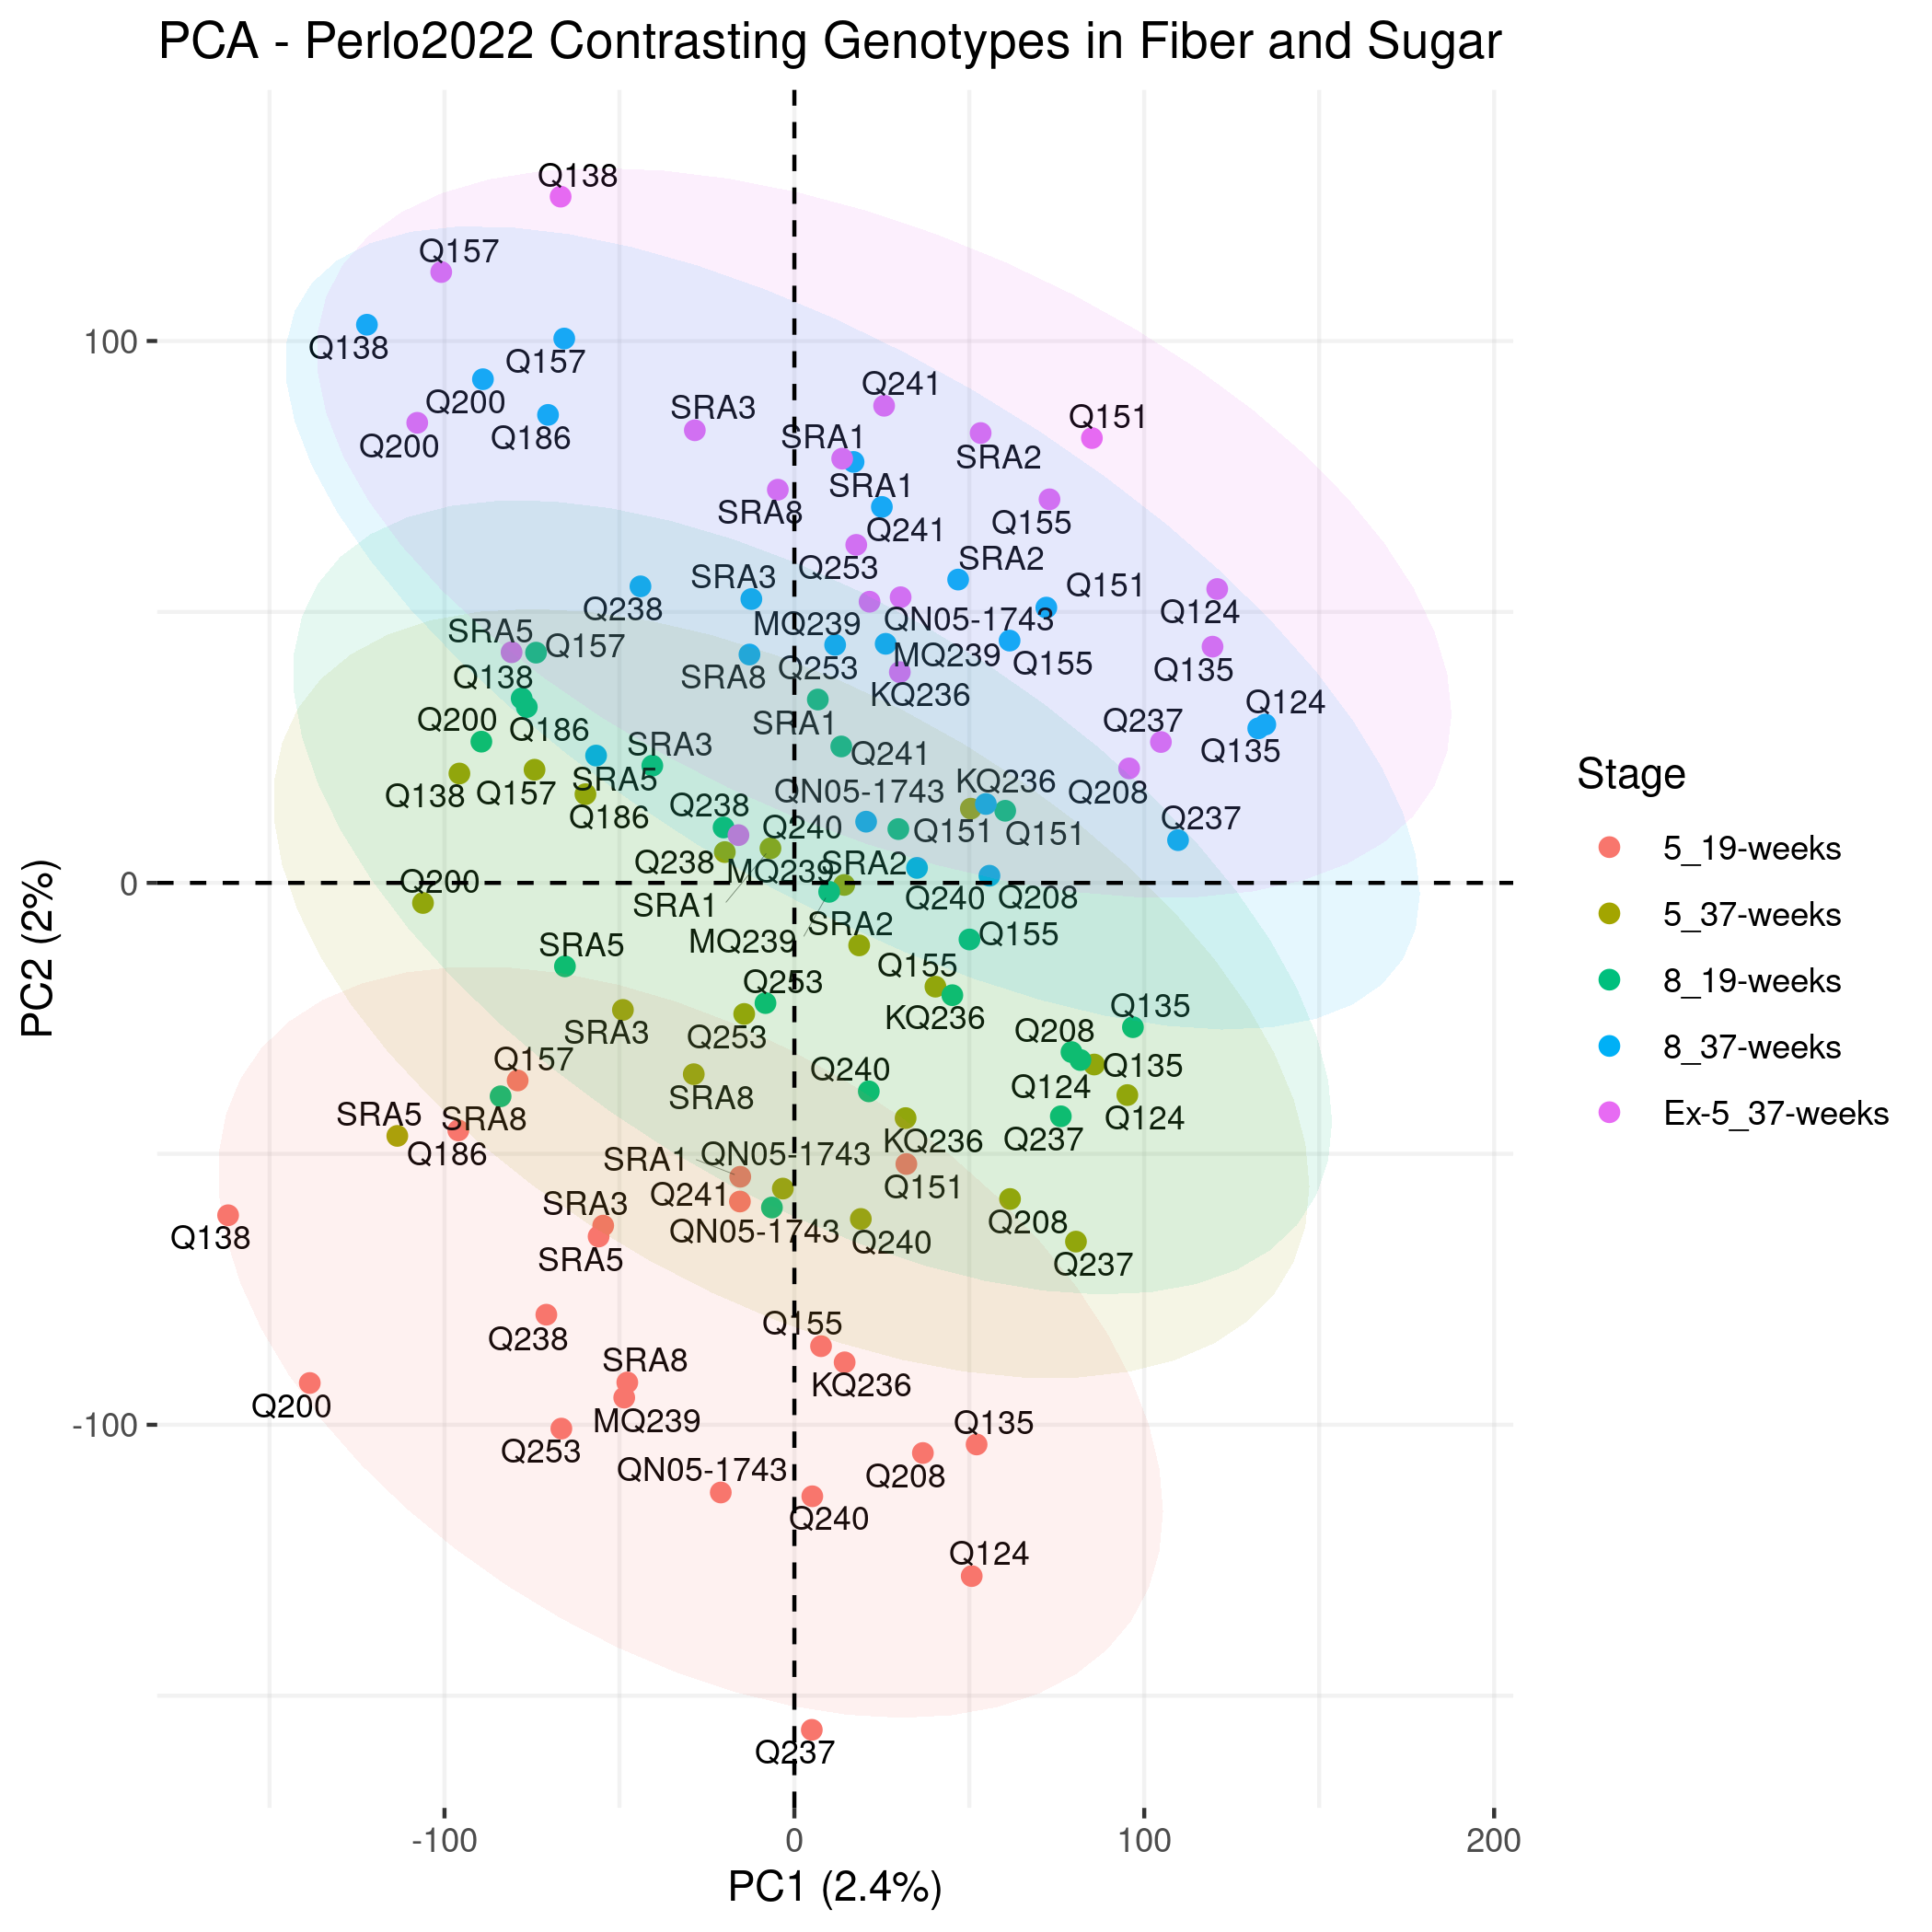 PCA - Perlo2022 Contrasting Genotypes in Fiber and Sugar
Q138
Q157
Q138
Q157
Q241
Q200
SRA3
Q151
Q186
SRA1
Q200
SRA2
SRA1
SRA8
Q155
Q241
SRA2
Q253
SRA3
Q151
Q238
Q124
MQ239
QN05-1743
SRA5
Q157
MQ239
Q155
Q253
Q135
Q138
SRA8
KQ236
Q124
Q200
Q186
SRA1
Q237
SRA3
Q241
Q135
SRA5
KQ236
Q138
Q157
QN05-1743
Q208
Q238
Q186
Q240
Q151
Q151
Q237
Q238
SRA2
MQ239
Q200
SRA1
Q240
Q208
SRA2
MQ239
Q155
SRA5
Q155
Q253
KQ236
Q135
SRA3
Q253
Q208
Q157
Q240
Q135
Q124
SRA8
SRA5
SRA8
Q124
Q186
KQ236
Q237
SRA1
QN05-1743
Q151
Q241
SRA3
QN05-1743
Q240
Q208
Q138
SRA5
Q237
Q155
Q238
SRA8
KQ236
Q200
MQ239
Q135
Q253
QN05-1743
Q208
Q240
Q124
Q237
100
0
-100
-100
0
100
200
PC1 (2.4%)
PC2 (2%)
Stage
5_19-weeks
5_37-weeks
8_19-weeks
8_37-weeks
Ex-5_37-weeks